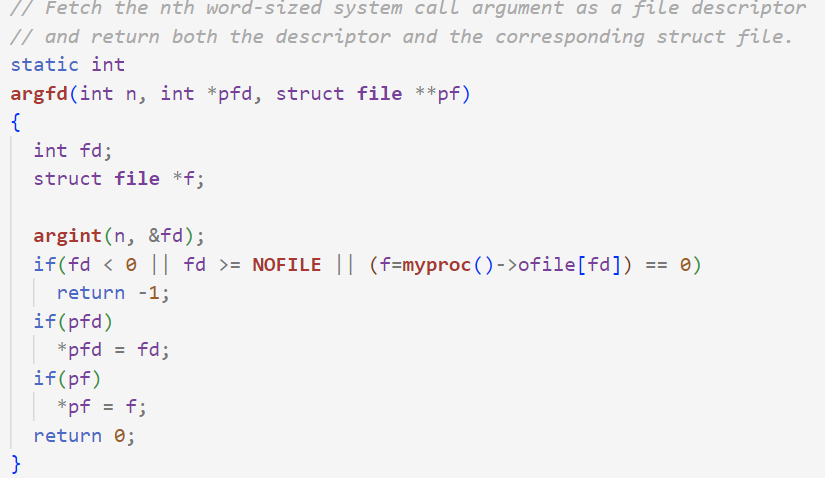 // Fetch the nth word-sized system call argument as a file descriptor
// and return both the descriptor and the corresponding struct file.
static int
argfd(int n, int *pfd, struct file **pf)
{
  int fd;
  struct file *f;

  argint(n, &fd);
  if(fd < 0 || fd >= NOFILE || (f=myproc()->ofile[fd]) == 0)
    return -1;
  if(pfd)
    *pfd = fd;
  if(pf)
    *pf = f;
  return 0;
}